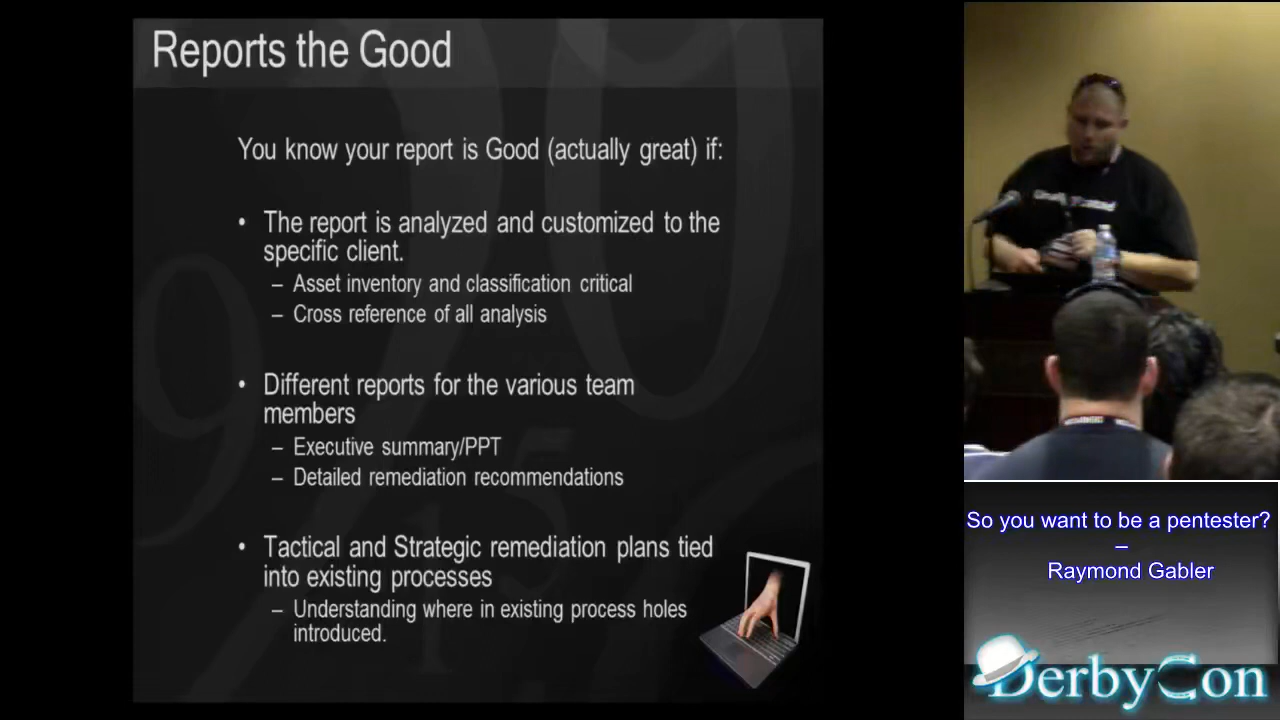 Reports the Good
You know your report is Good (actually great) if:
• The report is analyzed and customized to the
specific client.
– Asset inventory and classification critical
– Cross reference of all analysis
• Different reports for the various team
members
– Executive summary/PPT
– Detailed remediation recommendations
• Tactical and Strategic remediation plans tied
into existing processes
– Understanding where in existing process holes
introduced.
So you want to be a pentester?
–
Raymond Gabler
DerbyCon